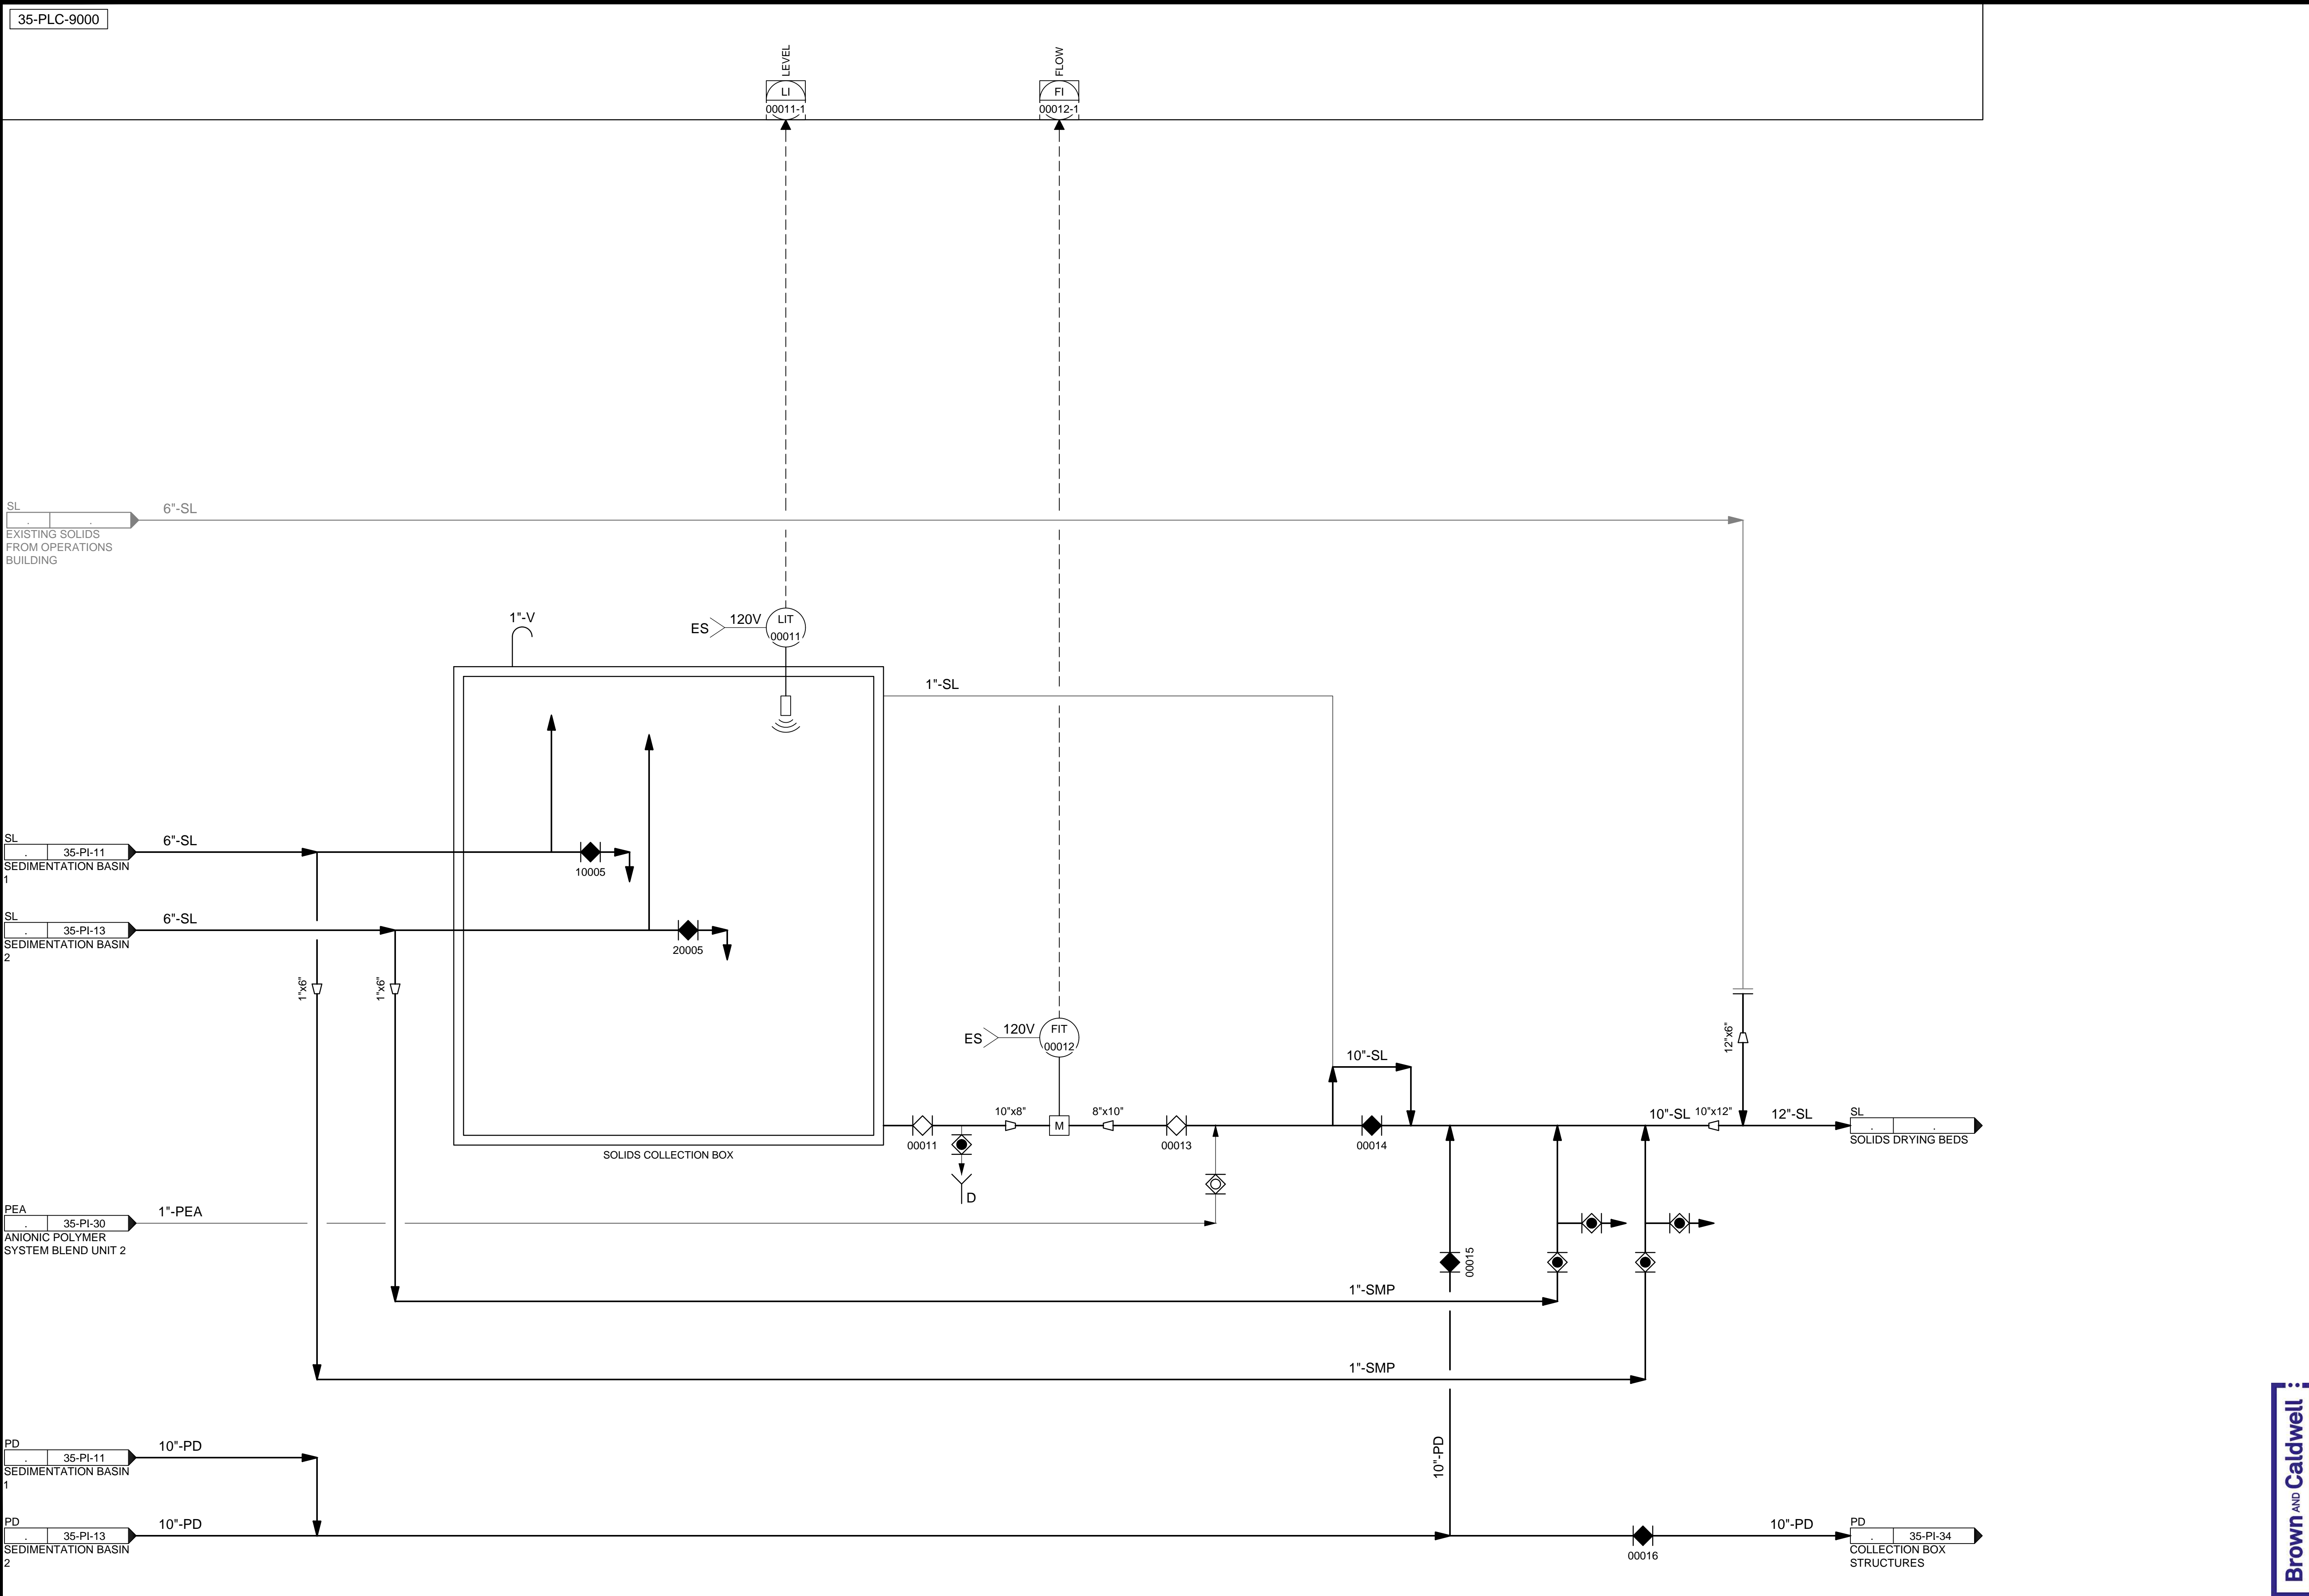 35-PLC-9000
LEVEL
LI
00011-1
FLOW
FI
00012-1
SL
. .
EXISTING SOLIDS
FROM OPERATIONS
BUILDING
6"-SL
1"-V
ES
120V
LIT
00011
1"-SL
SL
. 35-PI-11
SEDIMENTATION BASIN
1
6"-SL
10005
SL
. 35-PI-13
SEDIMENTATION BASIN
2
6"-SL
20005
1"x6"
1"x6"
ES
120V
FIT
00012
12"x6"
10"-SL
10"x8"
M
8"x10"
10"-SL
10"x12"
12"-SL
SL
. .
SOLIDS DRYING BEDS
00011
00013
00014
SOLIDS COLLECTION BOX
D
PEA
. 35-PI-30
ANIONIC POLYMER
SYSTEM BLEND UNIT 2
1"-PEA
00015
1"-SMP
1"-SMP
PD
. 35-PI-11
SEDIMENTATION BASIN
1
10"-PD
10"-PD
PD
. 35-PI-13
SEDIMENTATION BASIN
2
10"-PD
00016
10"-PD
PD
. 35-PI-34
COLLECTION BOX
STRUCTURES
Brown AND Caldwell